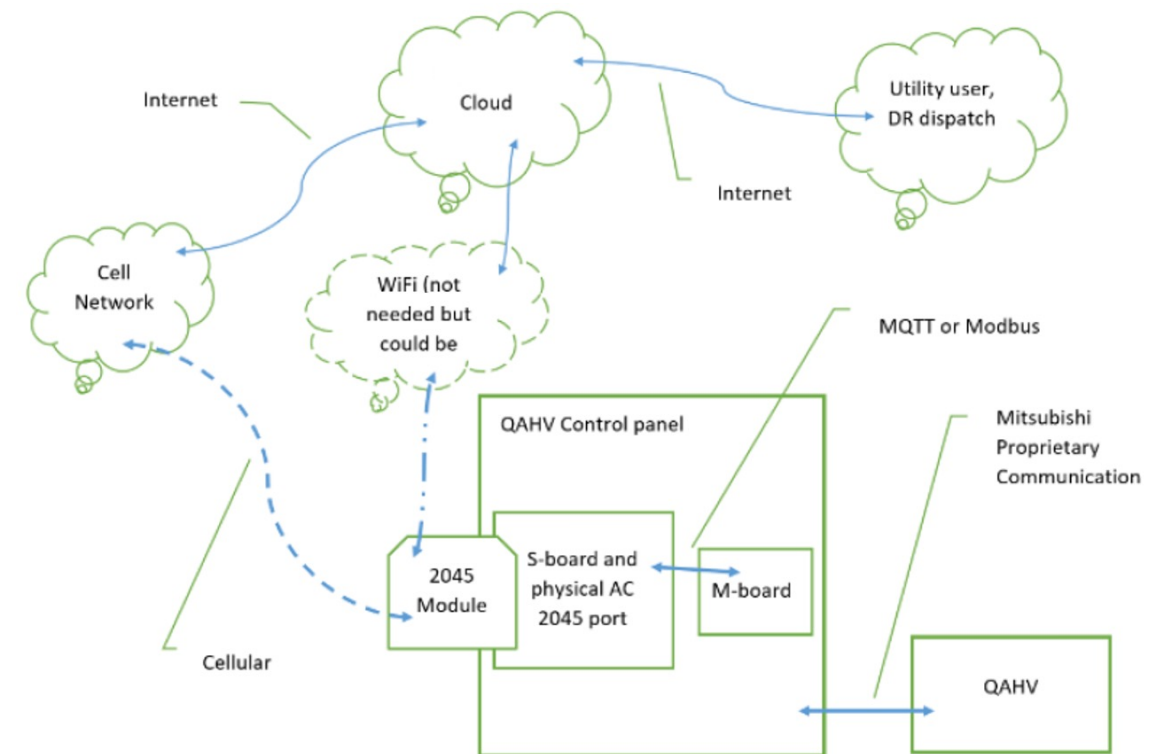 Internet
Cloud
Utility user,
DR dispatch
Internet
Cell
Network
WiFi (not
needed but
could be
MQTT or Modbus
QAHV Control panel
Mitsubishi
Proprietary
Communication
2045
Module
S-board and
physical AC
2045 port
M-board
Cellular
QAHV